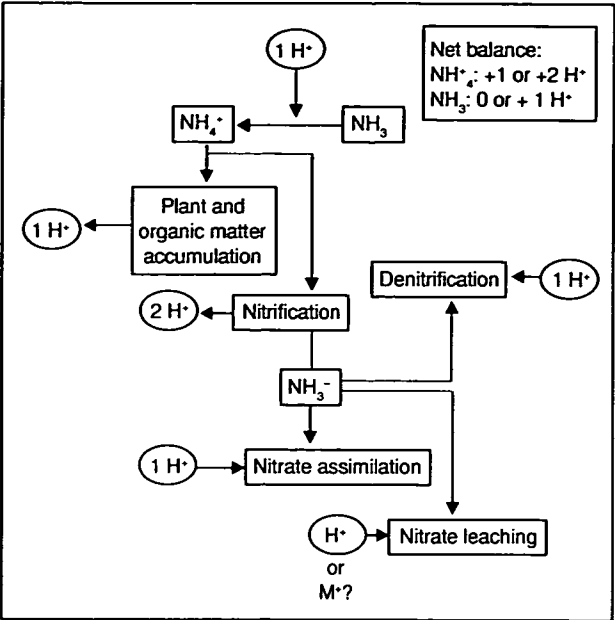 1 H⁺
Net balance:
NH⁺₄: +1 or +2 H⁺
NH₃: 0 or + 1 H⁺
NH₄⁺
NH₃
Plant and
organic matter
accumulation
1 H⁺
Denitrification
1 H⁺
2 H⁺
Nitrification
NH₃⁻
1 H⁺
Nitrate assimilation
H⁺
or
M⁺?
Nitrate leaching